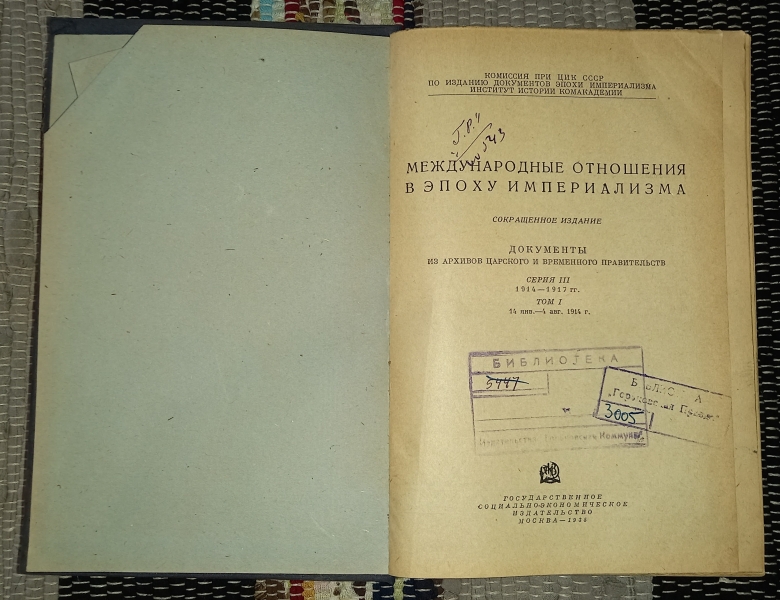 КОМИССИЯ ПРИ ЦИК СССР
ПО ИЗДАНИЮ ДОКУМЕНТОВ ЭПОХИ ИМПЕРИАЛИЗМА
ИНСТИТУТ ИСТОРИИ КОМАКАДЕМИИ
МЕЖДУНАРОДНЫЕ ОТНОШЕНИЯ
В ЭПОХУ ИМПЕРИАЛИЗМА
СОКРАЩЕННОЕ ИЗДАНИЕ
ДОКУМЕНТЫ
ИЗ АРХИВОВ ЦАРСКОГО И ВРЕМЕННОГО ПРАВИТЕЛЬСТВ
СЕРИЯ III
1914—1917 гг.
ТОМ I
14 янв.—4 авг. 1914 г.
БИБЛИОТЕКА
5447
Издательства Коммуна
3005
ГОСУДАРСТВЕННОЕ
СОЦИАЛЬНО-ЭКОНОМИЧЕСКОЕ
ИЗДАТЕЛЬСТВО
МОСКВА—